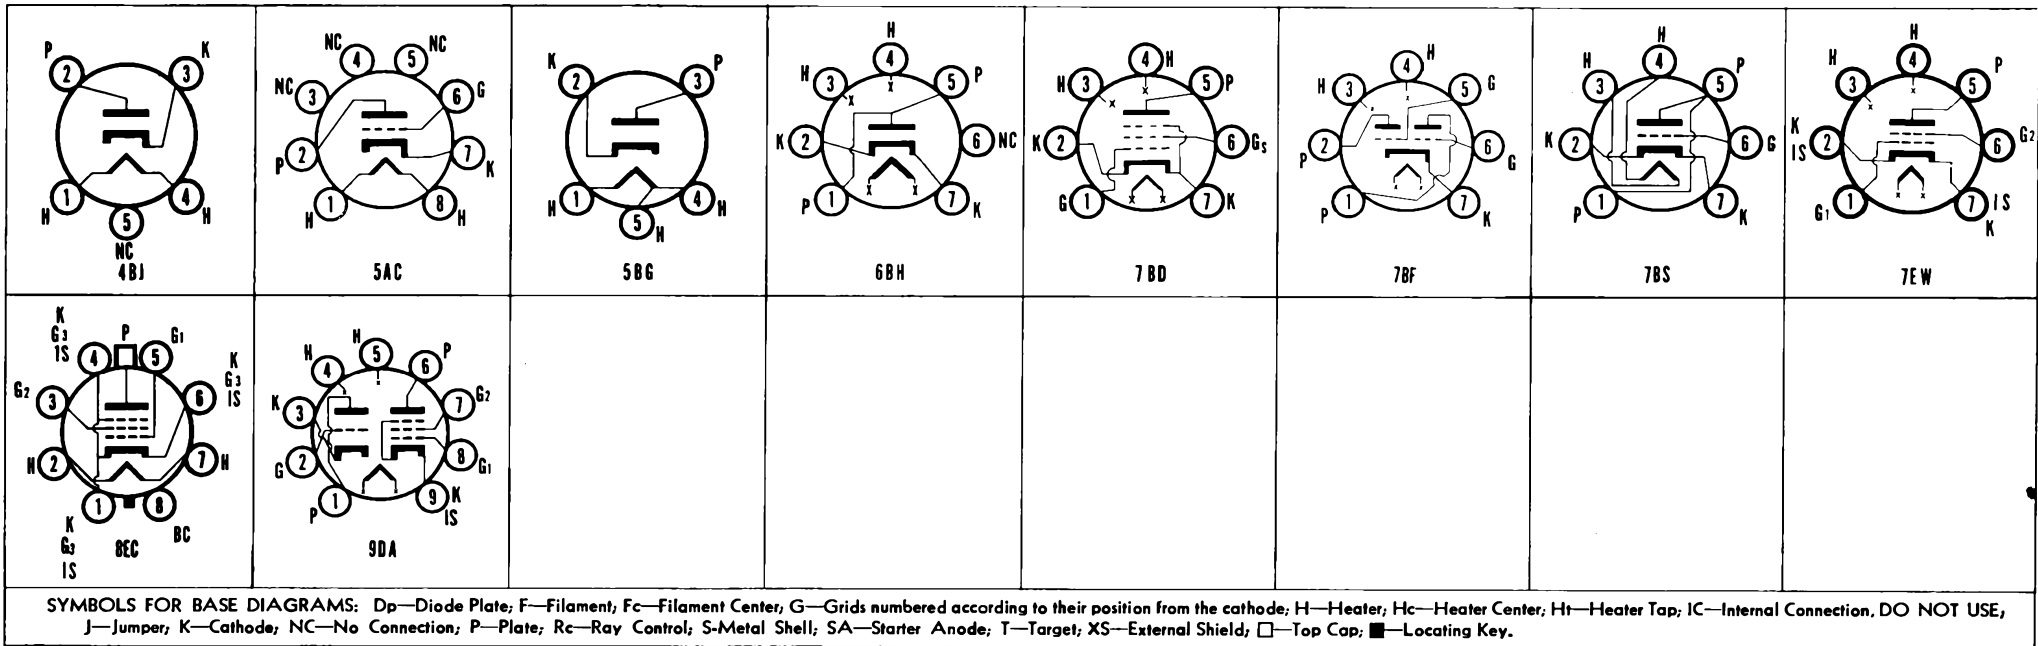 H
P 2
3 K
1 H
4 H
5 NC
4BJ
NC 4
5 NC
NC 3
6 G
P 2
7 K
H 1
8 H
5AC
K 2
3 P
H 1
4 H
5 H
5BG
H 4
H 3
5 P
K 2
6 NC
P 1
7 K
6BH
4 H
H 3
5 P
K 2
6 Gs
G 1
7 K
7BD
4 H
H 3
5 G
P 2
6 G
P 1
7 K
7BF
H 4
H 3
5 P
K 2
6 G
P 1
7 K
7BS
H 4
H 3
5 P
K IS 2
6 G2
G1 1
7 IS K
7EW
K G3 IS 4
P
5 G1
G2 3
6 K G3 IS
H 2
7 H
1 K G3 IS
8 BC
8EC
H 5
H 4
6 P
K 3
7 G2
G 2
8 G1
P 1
9 K IS
9DA
SYMBOLS FOR BASE DIAGRAMS: Dp—Diode Plate; F—Filament; Fc—Filament Center; G—Grids numbered according to their position from the cathode; H—Heater; Hc—Heater Center; Ht—Heater Tap; IC—Internal Connection. DO NOT USE;
J—Jumper; K—Cathode; NC—No Connection; P—Plate; Rc—Ray Control; S-Metal Shell; SA—Starter Anode; T—Target; XS—External Shield; □—Top Cap; ■—Locating Key.